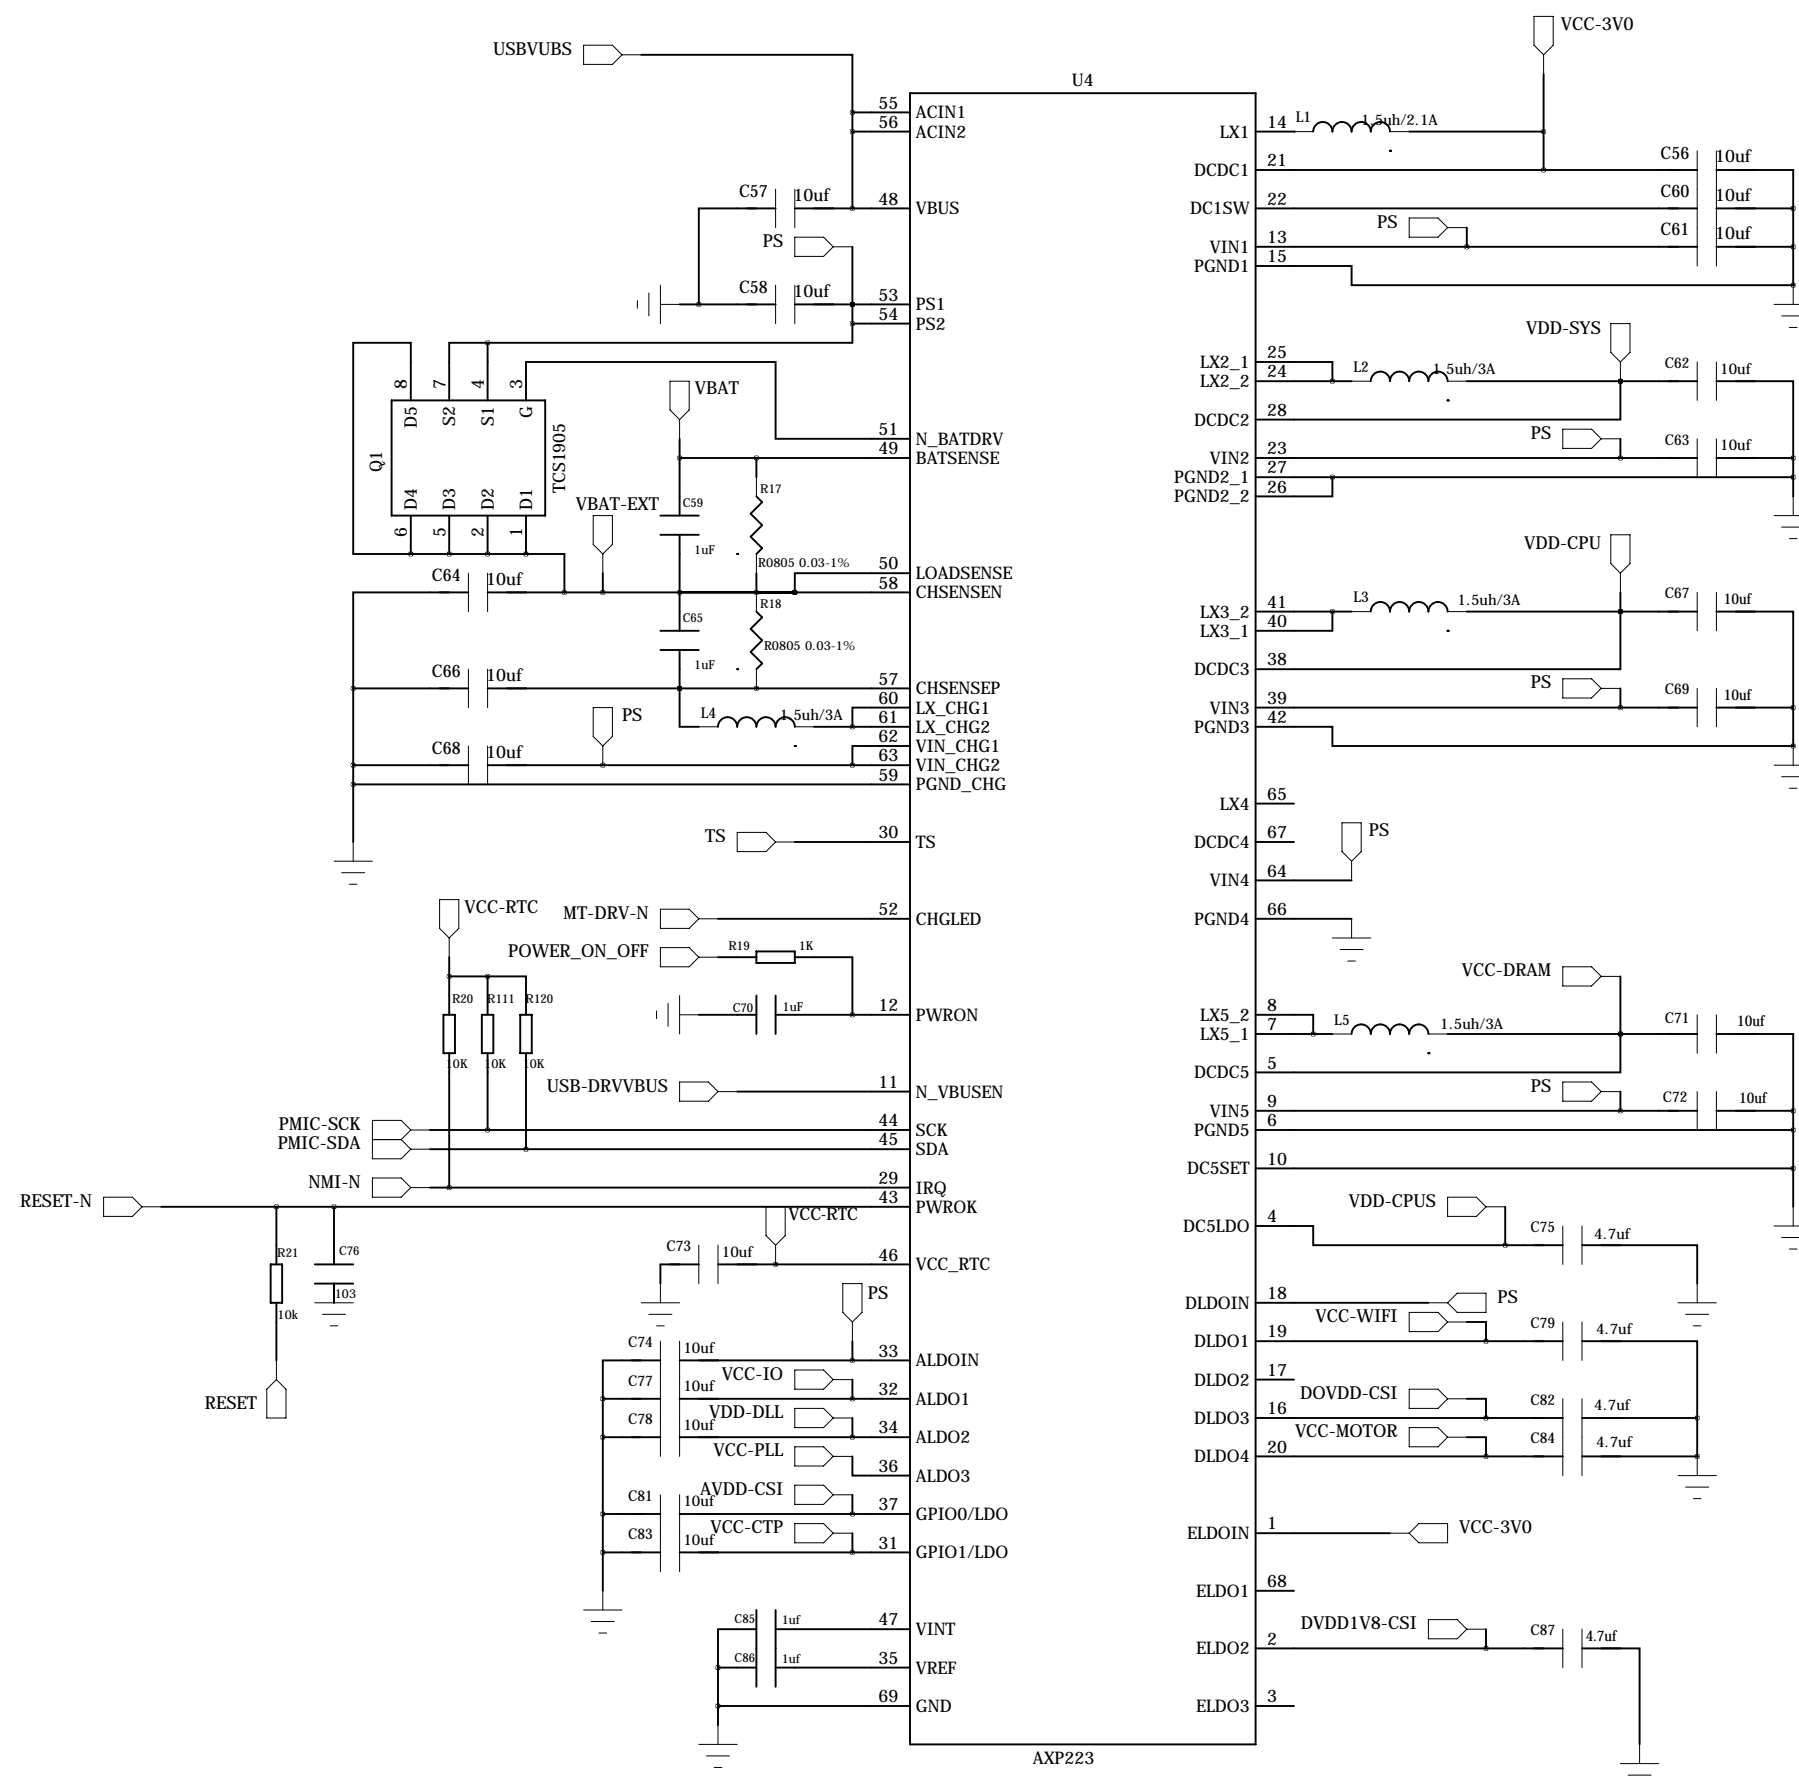 VCC-3V0
USBVUBS
U4
55 ACIN1
56 ACIN2
LX1 14 L1 1.5uh/2.1A
DCDC1 21 C56 10uf
C57 10uf 48 VBUS
DC1SW 22 C60 10uf
PS
PS
VIN1 13 C61 10uf
PGND1 15
C58 10uf 53 PS1
54 PS2
VDD-SYS
8 7 4 3
D5 S2 S1 G
Q1
TCS1905
D4 D3 D2 D1
6 5 2 1
VBAT
LX2_1 25
LX2_2 24 L2 1.5uh/3A C62 10uf
DCDC2 28
51 N_BATDRV
49 BATSENSE
PS
VIN2 23 C63 10uf
PGND2_1 27
PGND2_2 26
R17
C59
1uF
R0805 0.03-1%
VBAT-EXT
VDD-CPU
50 LOADSENSE
C64 10uf 58 CHSENSEN
R18
C65
1uF
R0805 0.03-1%
LX3_2 41 L3 1.5uh/3A C67 10uf
LX3_1 40
DCDC3 38
C66 10uf 57 CHSENSEP
PS
VIN3 39 C69 10uf
PGND3 42
60 LX_CHG1
PS L4 1.5uh/3A 61 LX_CHG2
62 VIN_CHG1
C68 10uf 63 VIN_CHG2
59 PGND_CHG
LX4 65
TS 30 TS
DCDC4 67
PS
VIN4 64
VCC-RTC
MT-DRV-N 52 CHGLED
PGND4 66
POWER_ON_OFF R19 1K
VCC-DRAM
R20 R111 R120
10K 10K 10K
C70 1uF 12 PWRON
LX5_2 8
LX5_1 7 L5 1.5uh/3A C71 10uf
DCDC5 5
USB-DRVVBUS 11 N_VBUSEN
PS
VIN5 9 C72 10uf
PMIC-SCK 44 SCK
PGND5 6
PMIC-SDA 45 SDA
DC5SET 10
NMI-N 29 IRQ
RESET-N 43 PWROK
VCC-RTC
VDD-CPUS
DC5LDO 4 C75 4.7uf
R21
10k
C76
103
C73 10uf 46 VCC_RTC
PS
DLDOIN 18 PS
VCC-WIFI
DLDO1 19 C79 4.7uf
C74 10uf 33 ALDOIN
VCC-IO
DLDO2 17
C77 10uf 32 ALDO1
RESET
DOVDD-CSI
DLDO3 16 C82 4.7uf
VDD-DLL
C78 10uf 34 ALDO2
VCC-MOTOR
DLDO4 20 C84 4.7uf
VCC-PLL
36 ALDO3
AVDD-CSI
C81 10uf 37 GPIO0/LDO
VCC-CTP
C83 10uf 31 GPIO1/LDO
ELDOIN 1 VCC-3V0
ELDO1 68
C85 1uf 47 VINT
DVDD1V8-CSI
ELDO2 2 C87 4.7uf
C86 1uf 35 VREF
69 GND
ELDO3 3
AXP223